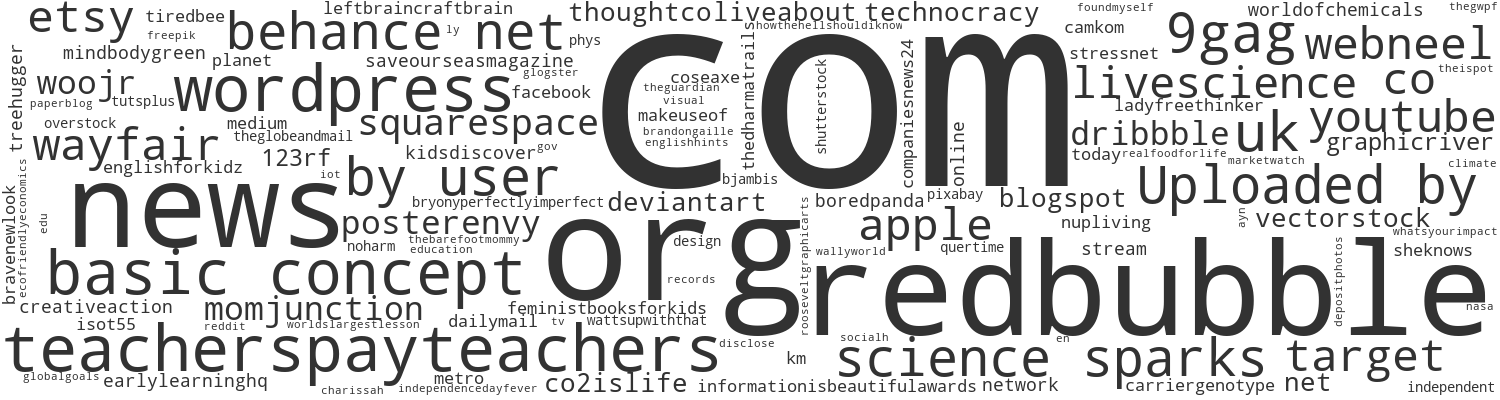 leftbraincraftbrain
etsy tiredbee thoughtcoliveabout technocracy foundmyself thegwpf
freepik behance net ly howthehellshouldiknow worldofchemicals
mindbodygreen phys camkom 9gag webneel
planet saveourseasmagazine stressnet
treehugger woojr wordpress glogster coseaxe com livescience co theispot
paperblog tutsplus facebook theguardian
visual shutterstock thedharmatrails companiesnews24
overstock medium squarespace makeuseof ladyfreethinker youtube
theglobeandmail brandongaille online dribbble uk graphicriver
wayfair 123rf kidsdiscover gov englishhints today realfoodforlife marketwatch climate
englishforkidz iot by user bjambis
bravenewlook ecofriendlyeconomics edu news bryonyperfectlyimperfect deviantart boredpanda pixabay blogspot Uploaded by
posterenvy org rooseveltgraphicarts apple nupliving ayn vectorstock
noharm thebarefootmommy design wallyworld quertime stream whatsyourimpact
education sheknows
basic concept records redbubble depositphotos
creativeaction momjunction feministbooksforkids nasa
isot55 reddit worldslargestlesson dailymail tv wattsupwiththat
teacherspayteachers disclose socialh en
km science sparks target
globalgoals earlylearninghq metro co2islife informationisbeautifulawards network carriergenotype net
charissah independencedayfever independent